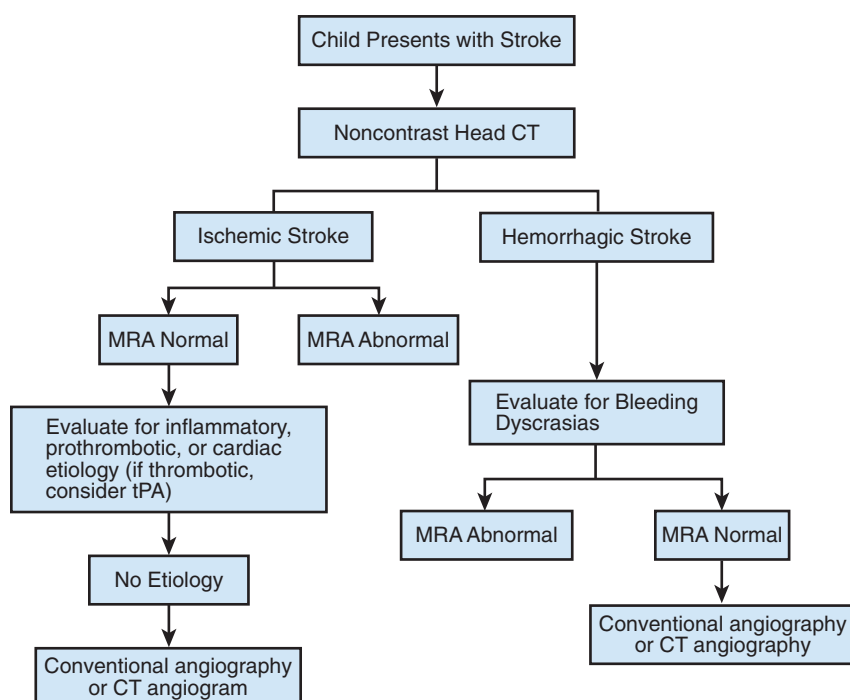 Child Presents with Stroke
Noncontrast Head CT
Ischemic Stroke
Hemorrhagic Stroke
MRA Normal
MRA Abnormal
Evaluate for inflammatory,
prothrombotic, or cardiac
etiology (if thrombotic,
consider tPA)
Evaluate for Bleeding
Dyscrasias
MRA Abnormal
MRA Normal
No Etiology
Conventional angiography
or CT angiography
Conventional angiography
or CT angiogram